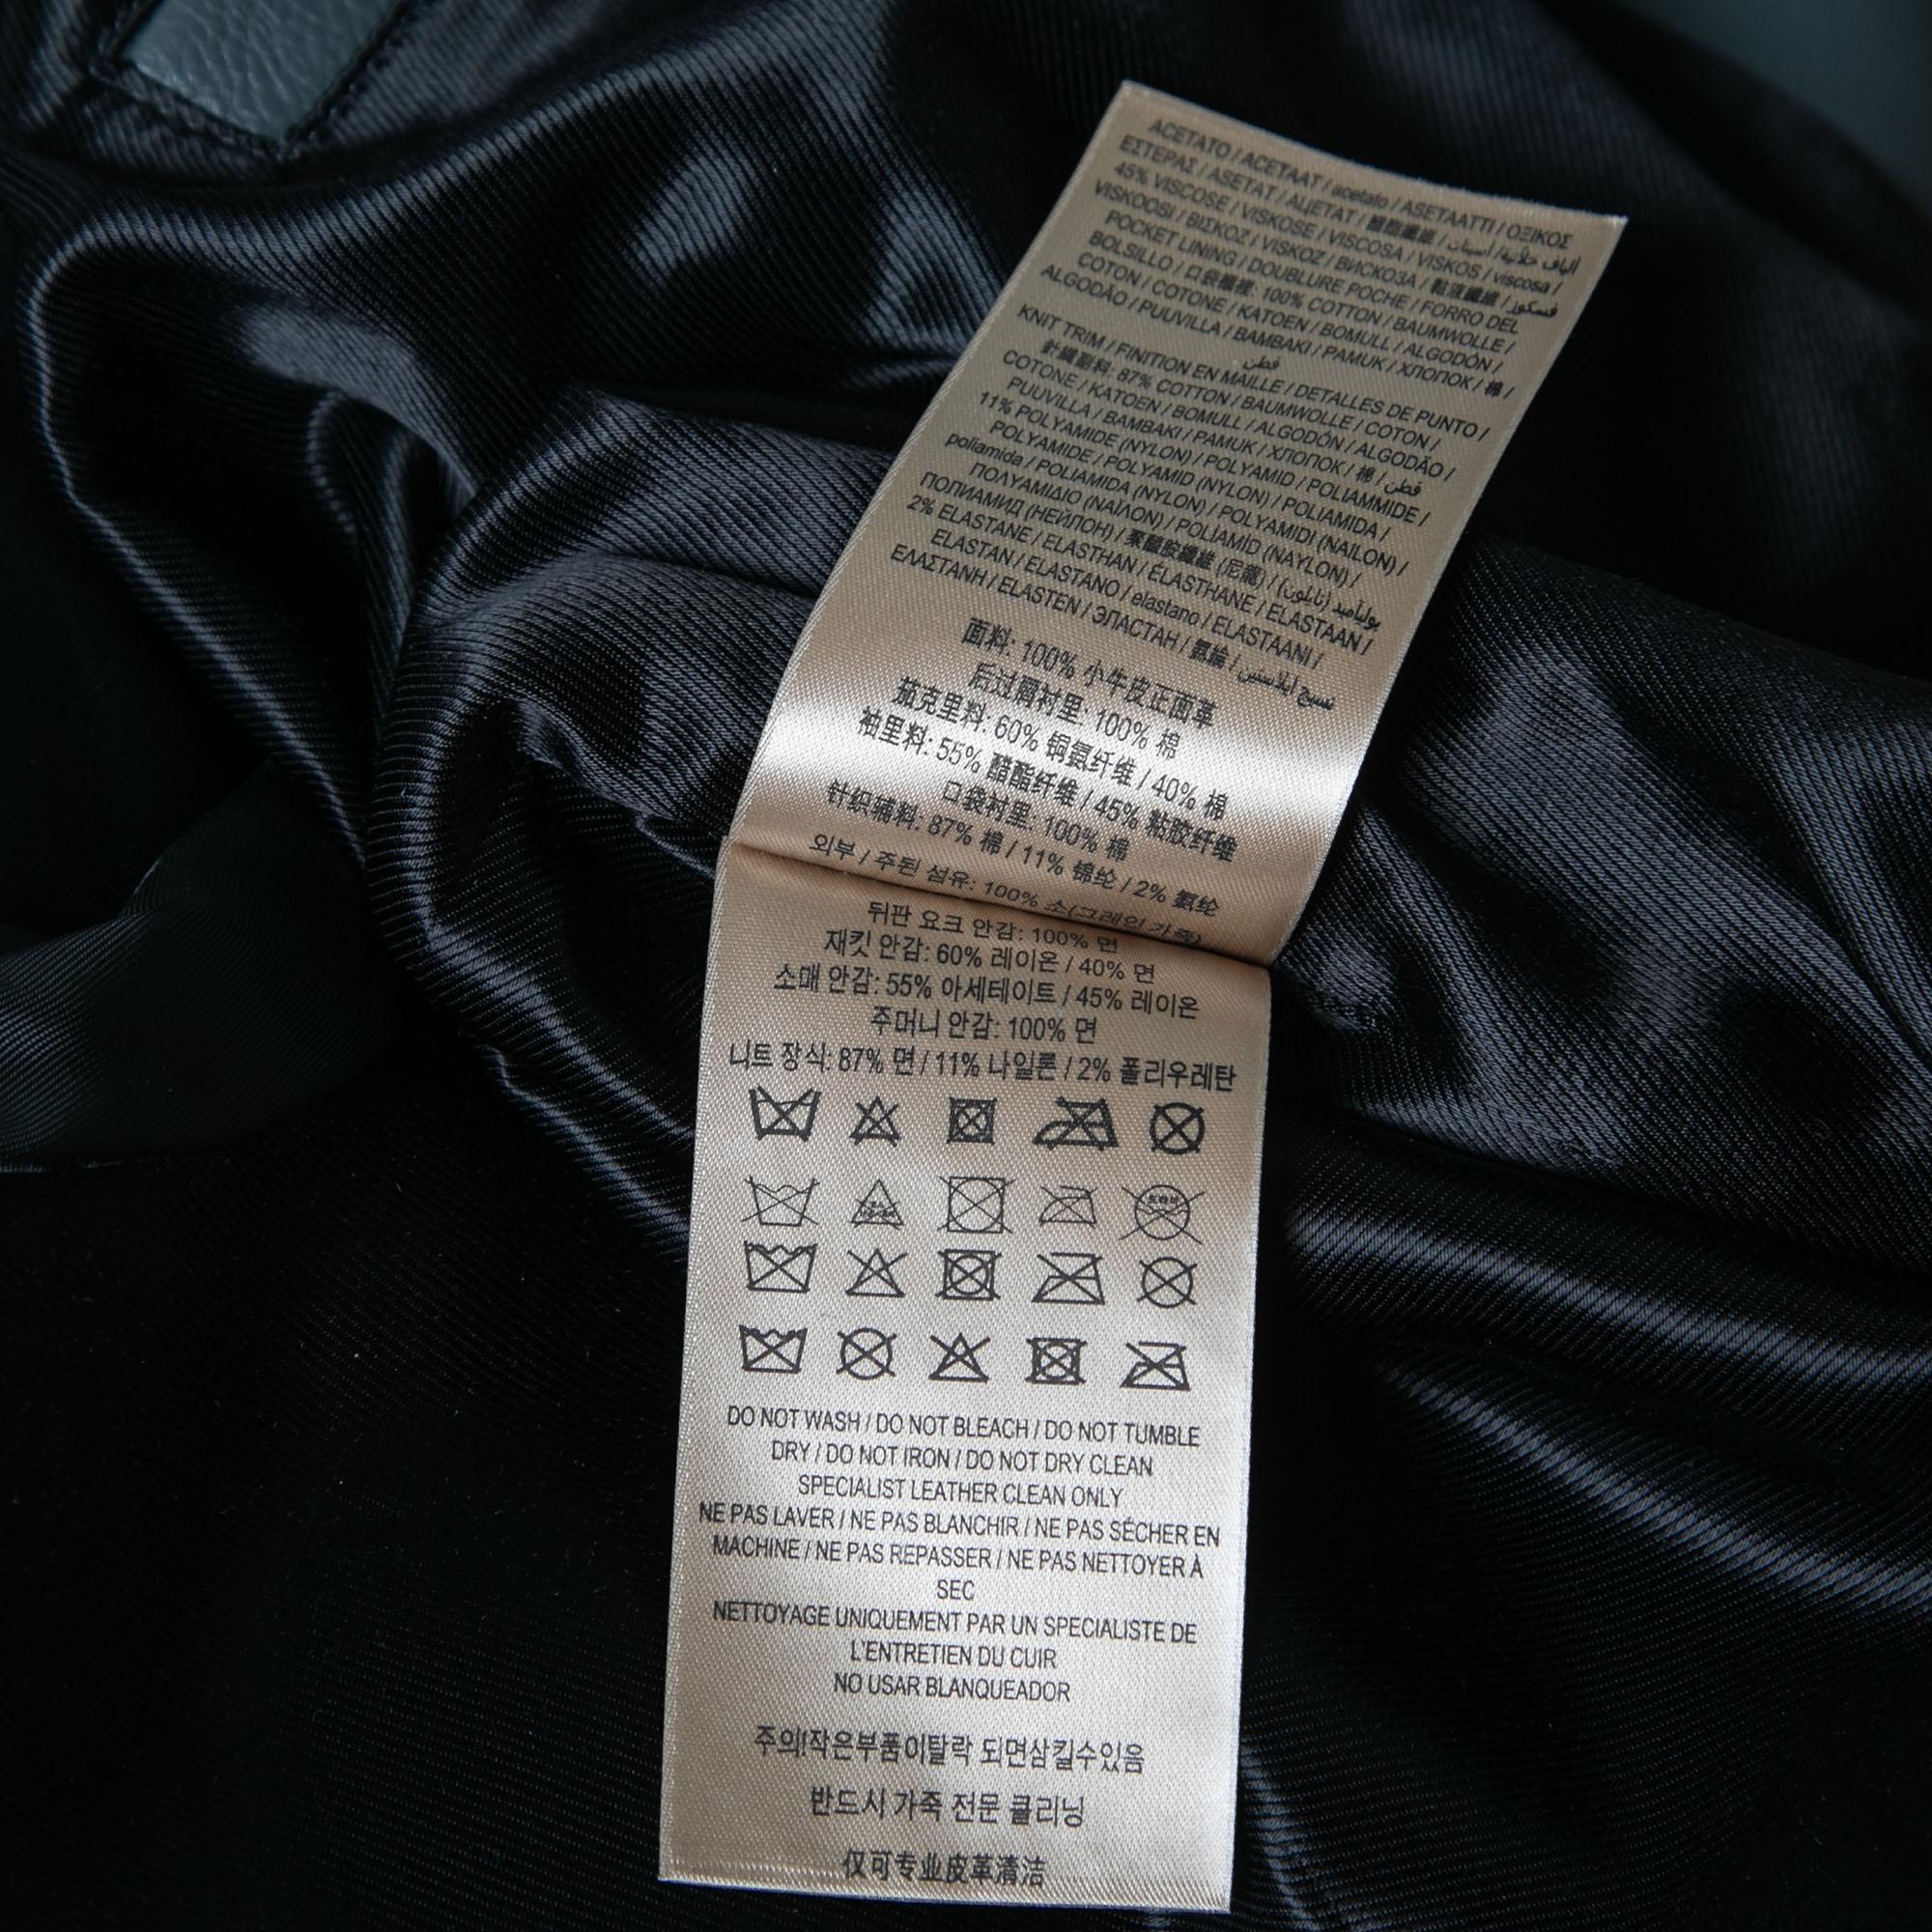 ACETATO / ACETAAT / acetato / ASETAATTI / ΟΞΙΚΟΣ
ΕΣΤΕΡΑΣ / ASETAT / АЦЕТАТ / 醋酯纖維 / ألياف خلاّتية/ أسيتات
45% VISCOSE / VISKOSE / VISCOSA / VISKOS / viscosa /
VISKOOSI / ΒΙΣΚΟΖ / VISKOZ / ВИСКОЗА / 黏液纖維 / فسكوز
POCKET LINING / DOUBLURE POCHE / FORRO DEL
BOLSILLO / 口袋襯裡: 100% COTTON / BAUMWOLLE /
COTON / COTONE / KATOEN / BOMULL / ALGODÓN /
ALGODÃO / PUUVILLA / BAMBAKI / PAMUK / ХЛОПОК / 棉 /
قطن
KNIT TRIM / FINITION EN MAILLE / DETALLES DE PUNTO /
針織副料: 87% COTTON / BAUMWOLLE / COTON /
COTONE / KATOEN / BOMULL / ALGODÓN / ALGODÃO /
PUUVILLA / BAMBAKI / PAMUK / ХЛОПОК / 棉 / قطن
11% POLYAMIDE (NYLON) / POLYAMID / POLIAMMIDE /
POLYAMIDE / POLYAMID (NYLON) / POLIAMIDA /
poliamida / POLIAMIDA (NYLON) / POLYAMIDI (NAILON) /
ΠΟΛΥΑΜΙΔΙΟ (ΝΑΪΛΟΝ) / POLİAMİD (NAYLON) /
ПОЛИАМИД (НЕЙЛОН) / 聚醯胺纖維 (尼龍) / بولياميد (نايلون)
2% ELASTANE / ELASTHAN / ÉLASTHANE / ELASTAAN /
ELASTAN / ELASTANO / elastano / ELASTAANI /
ΕΛΑΣΤΑΝΗ / ELASTEN / ЭЛАСТАН / 氨綸 / نسيج ايلاستين
面料: 100% 小牛皮正面革
后过肩衬里: 100% 棉
茄克里料: 60% 铜氨纤维 / 40% 棉
袖里料: 55% 醋酯纤维 / 45% 粘胶纤维
口袋衬里: 100% 棉
针织辅料: 87% 棉 / 11% 锦纶 / 2% 氨纶
외부 / 주된 섬유: 100% 소(그레인 가죽)
뒤판 요크 안감: 100% 면
재킷 안감: 60% 레이온 / 40% 면
소매 안감: 55% 아세테이트 / 45% 레이온
주머니 안감: 100% 면
니트 장식: 87% 면 / 11% 나일론 / 2% 폴리우레탄
DO NOT WASH / DO NOT BLEACH / DO NOT TUMBLE
DRY / DO NOT IRON / DO NOT DRY CLEAN
SPECIALIST LEATHER CLEAN ONLY
NE PAS LAVER / NE PAS BLANCHIR / NE PAS SÉCHER EN
MACHINE / NE PAS REPASSER / NE PAS NETTOYER À
SEC
NETTOYAGE UNIQUEMENT PAR UN SPECIALISTE DE
L'ENTRETIEN DU CUIR
NO USAR BLANQUEADOR
주의!작은부품이탈락 되면삼킬수있음
반드시 가죽 전문 클리닝
仅可专业皮革清洁